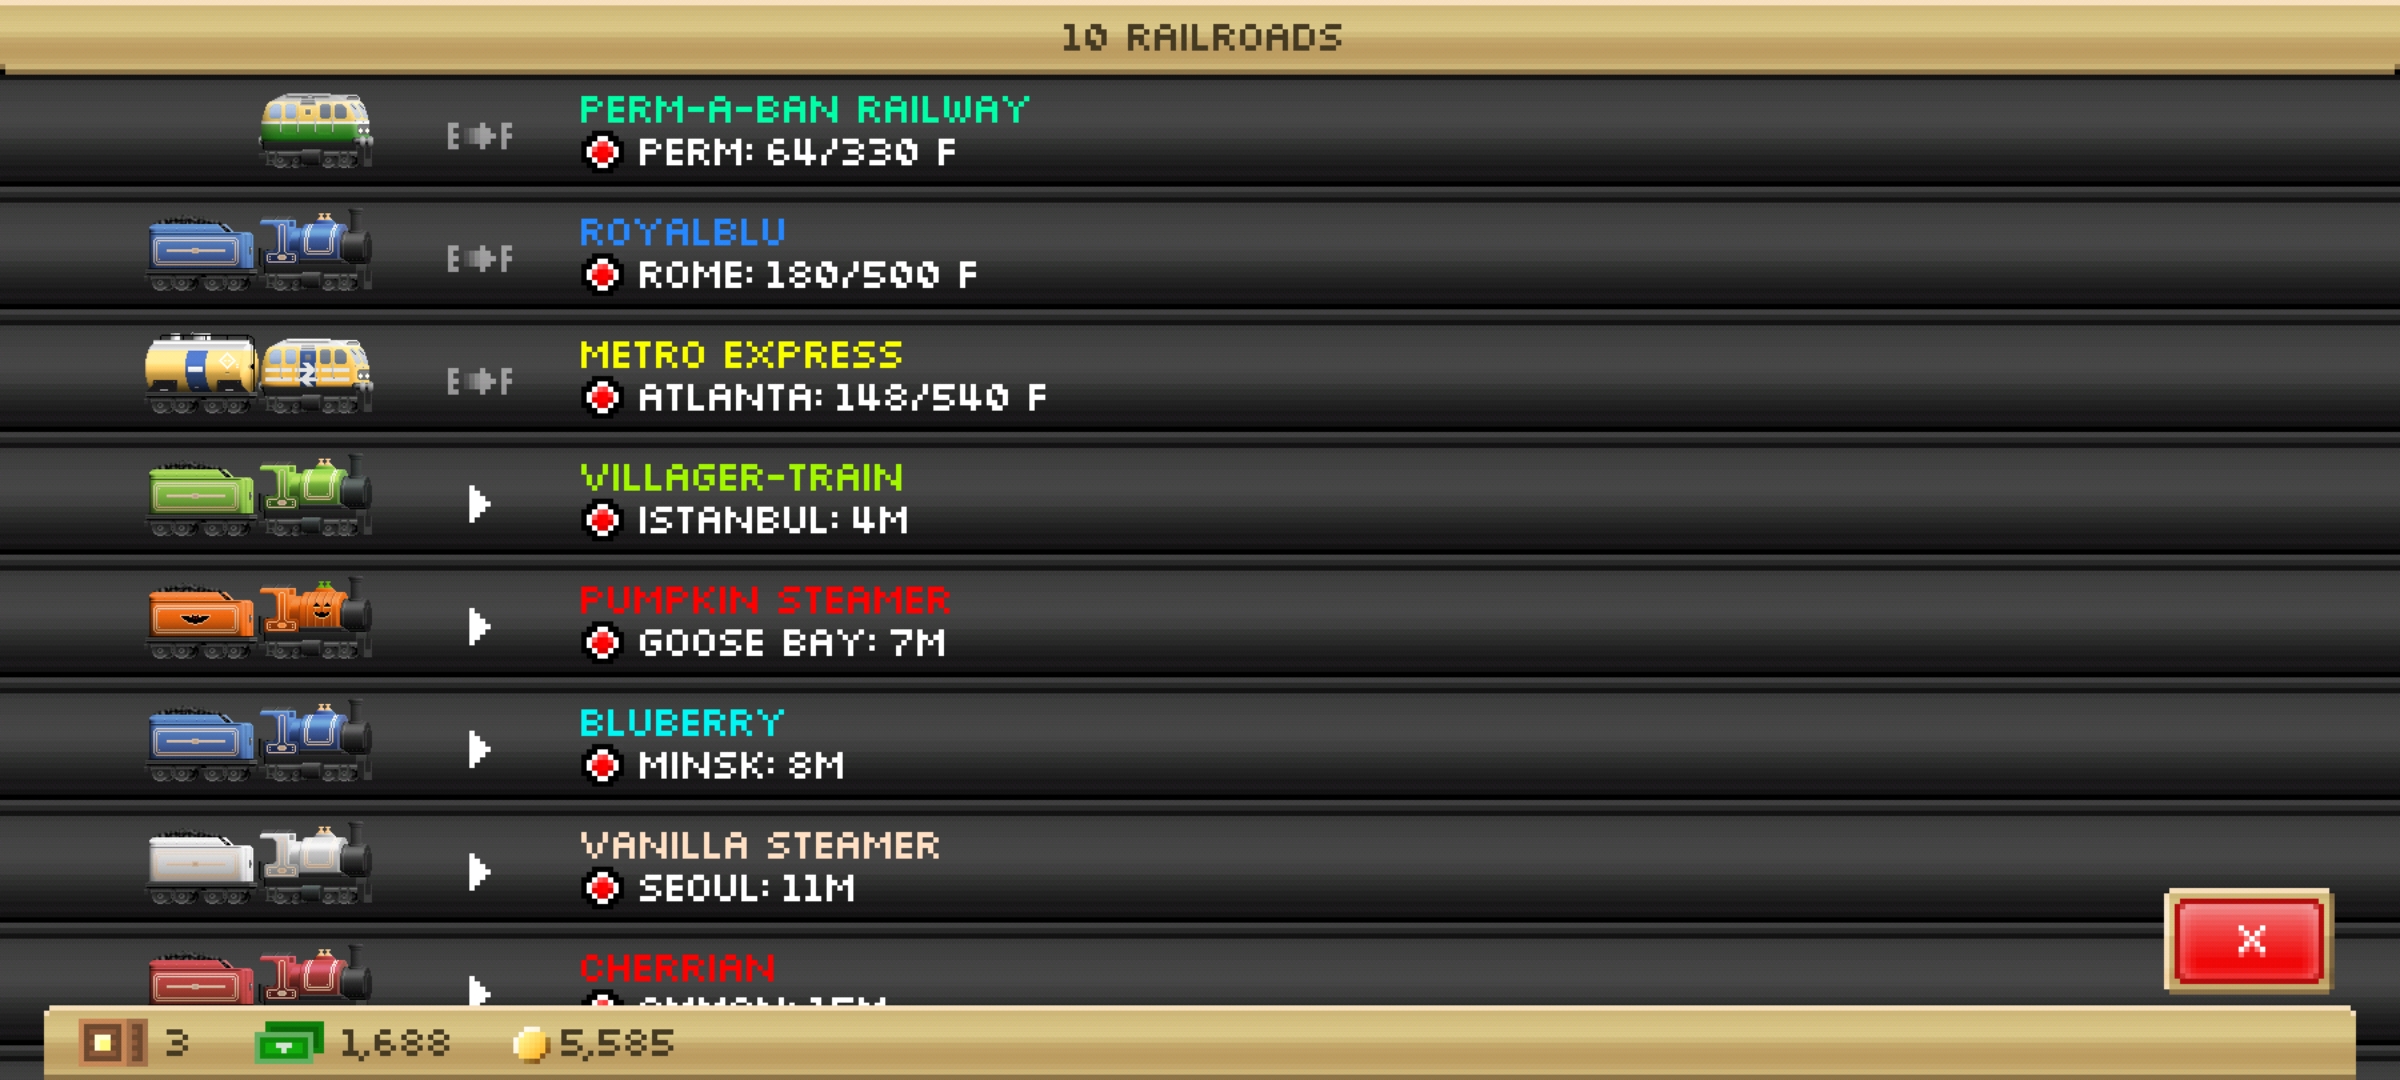 10 RAILROADS
PERM-A-BAN RAILWAY
E F
PERM: 64/330 F
ROYALBLU
E F
ROME: 180/500 F
METRO EXPRESS
E F
ATLANTA: 148/540 F
VILLAGER-TRAIN
ISTANBUL: 4M
PUMPKIN STEAMER
GOOSE BAY: 7M
BLUBERRY
MINSK: 8M
VANILLA STEAMER
SEOUL: 11M
CHERRIAN
X
3 1,688 5,585